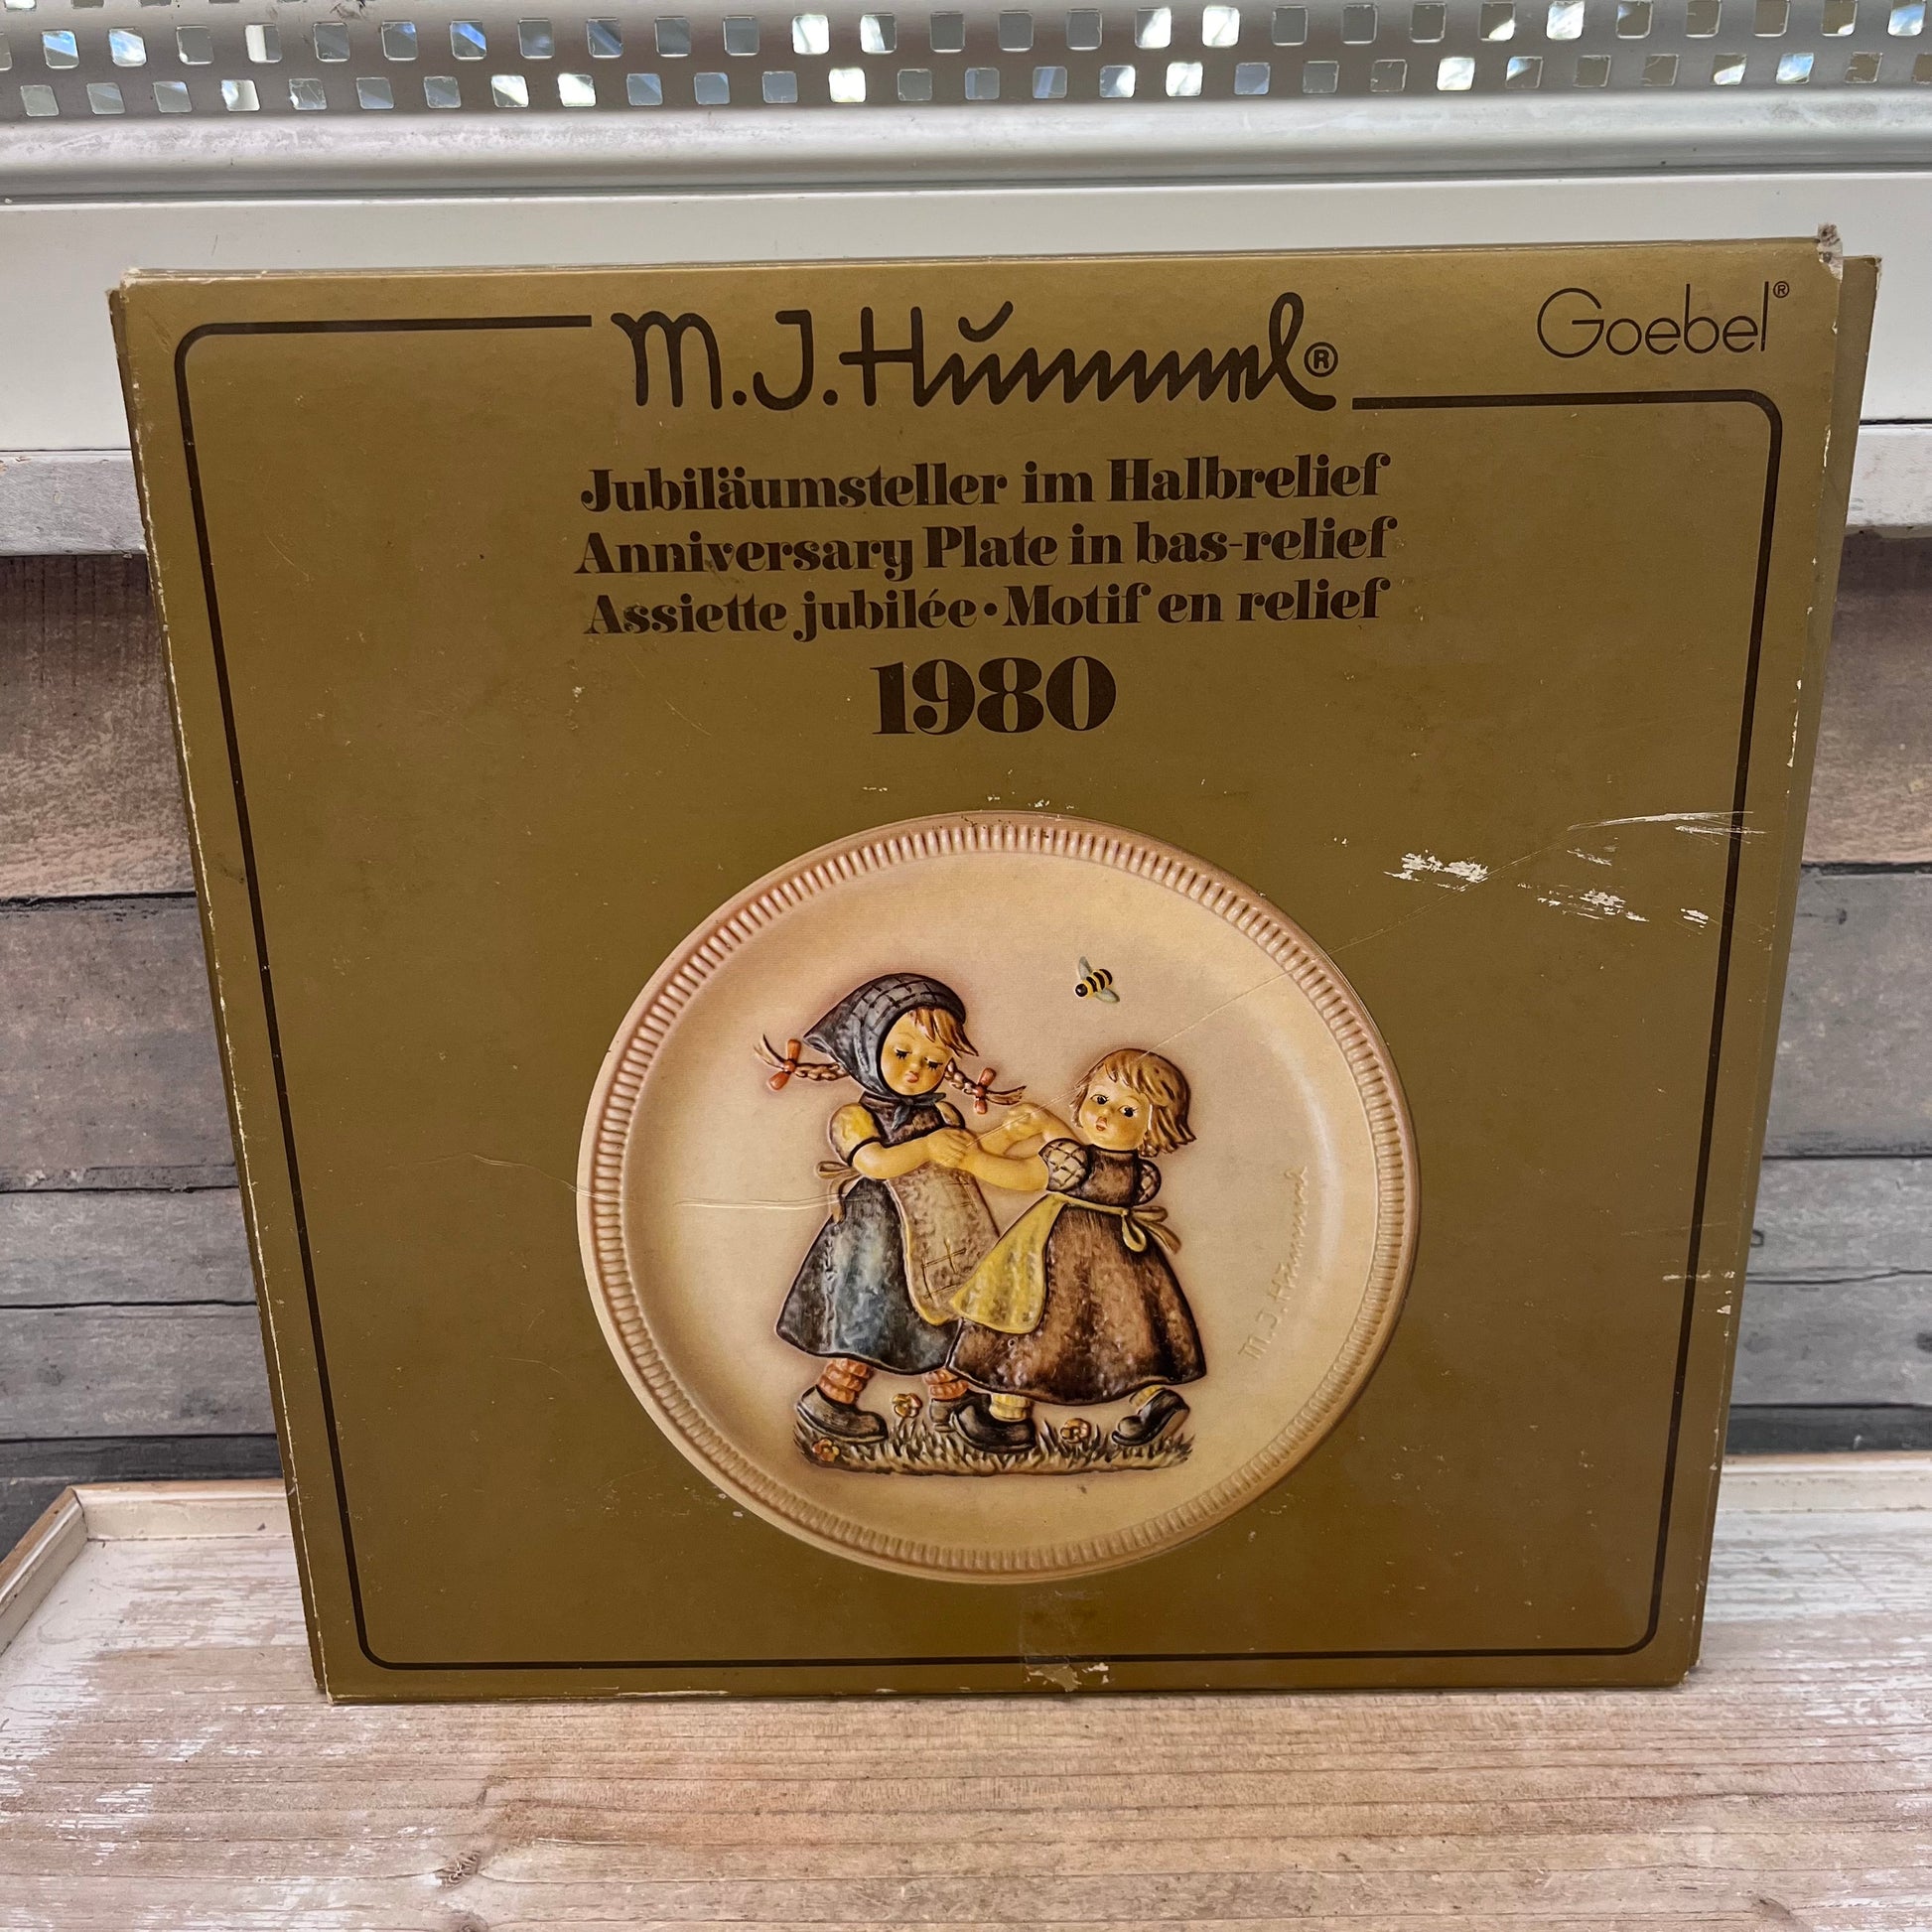 M.J.Hummel®
Goebel®
Jubiläumsteller im Halbrelief
Anniversary Plate in bas-relief
Assiette jubilée • Motif en relief
1980
M.J.Hummel